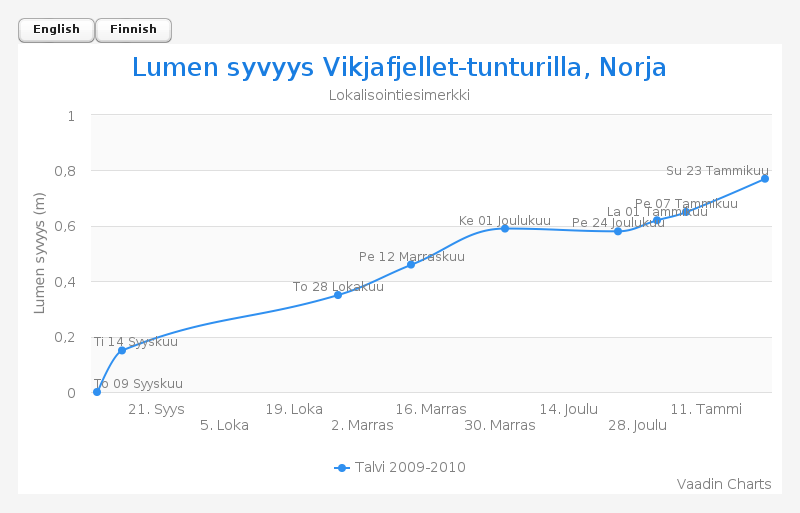 English
Finnish
Lumen syvyys Vikjafjellet-tunturilla, Norja
Lokalisointiesimerkki
Lumen syvyys (m)
1
0,8
0,6
0,4
0,2
0
To 09 Syyskuu
Ti 14 Syyskuu
To 28 Lokakuu
Pe 12 Marraskuu
Ke 01 Joulukuu
Pe 24 Joulukuu
La 01 Tammikuu
Pe 07 Tammikuu
Su 23 Tammikuu
21. Syys
5. Loka
19. Loka
2. Marras
16. Marras
30. Marras
14. Joulu
28. Joulu
11. Tammi
Talvi 2009-2010
Vaadin Charts